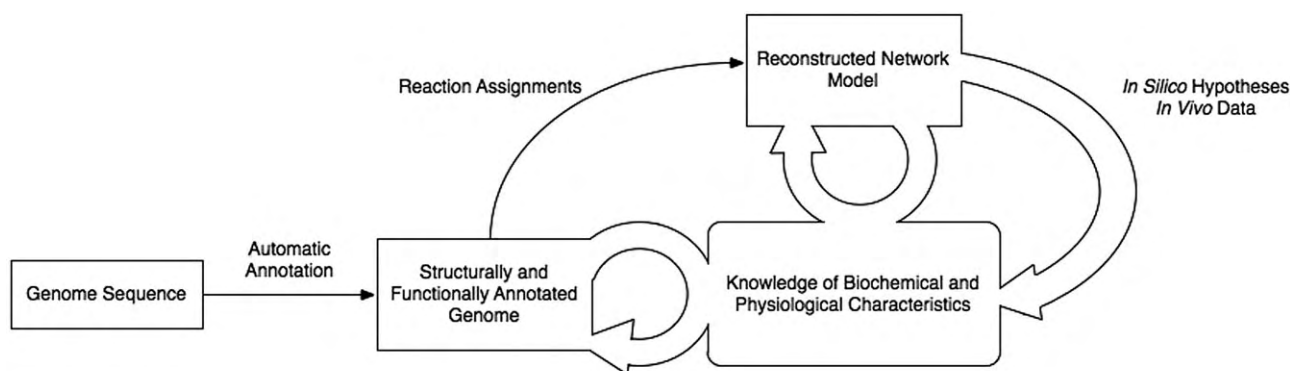 Genome Sequence
Automatic
Annotation
Structurally and
Functionally Annotated
Genome
Reaction Assignments
Reconstructed Network
Model
In Silico Hypotheses
In Vivo Data
Knowledge of Biochemical and
Physiological Characteristics